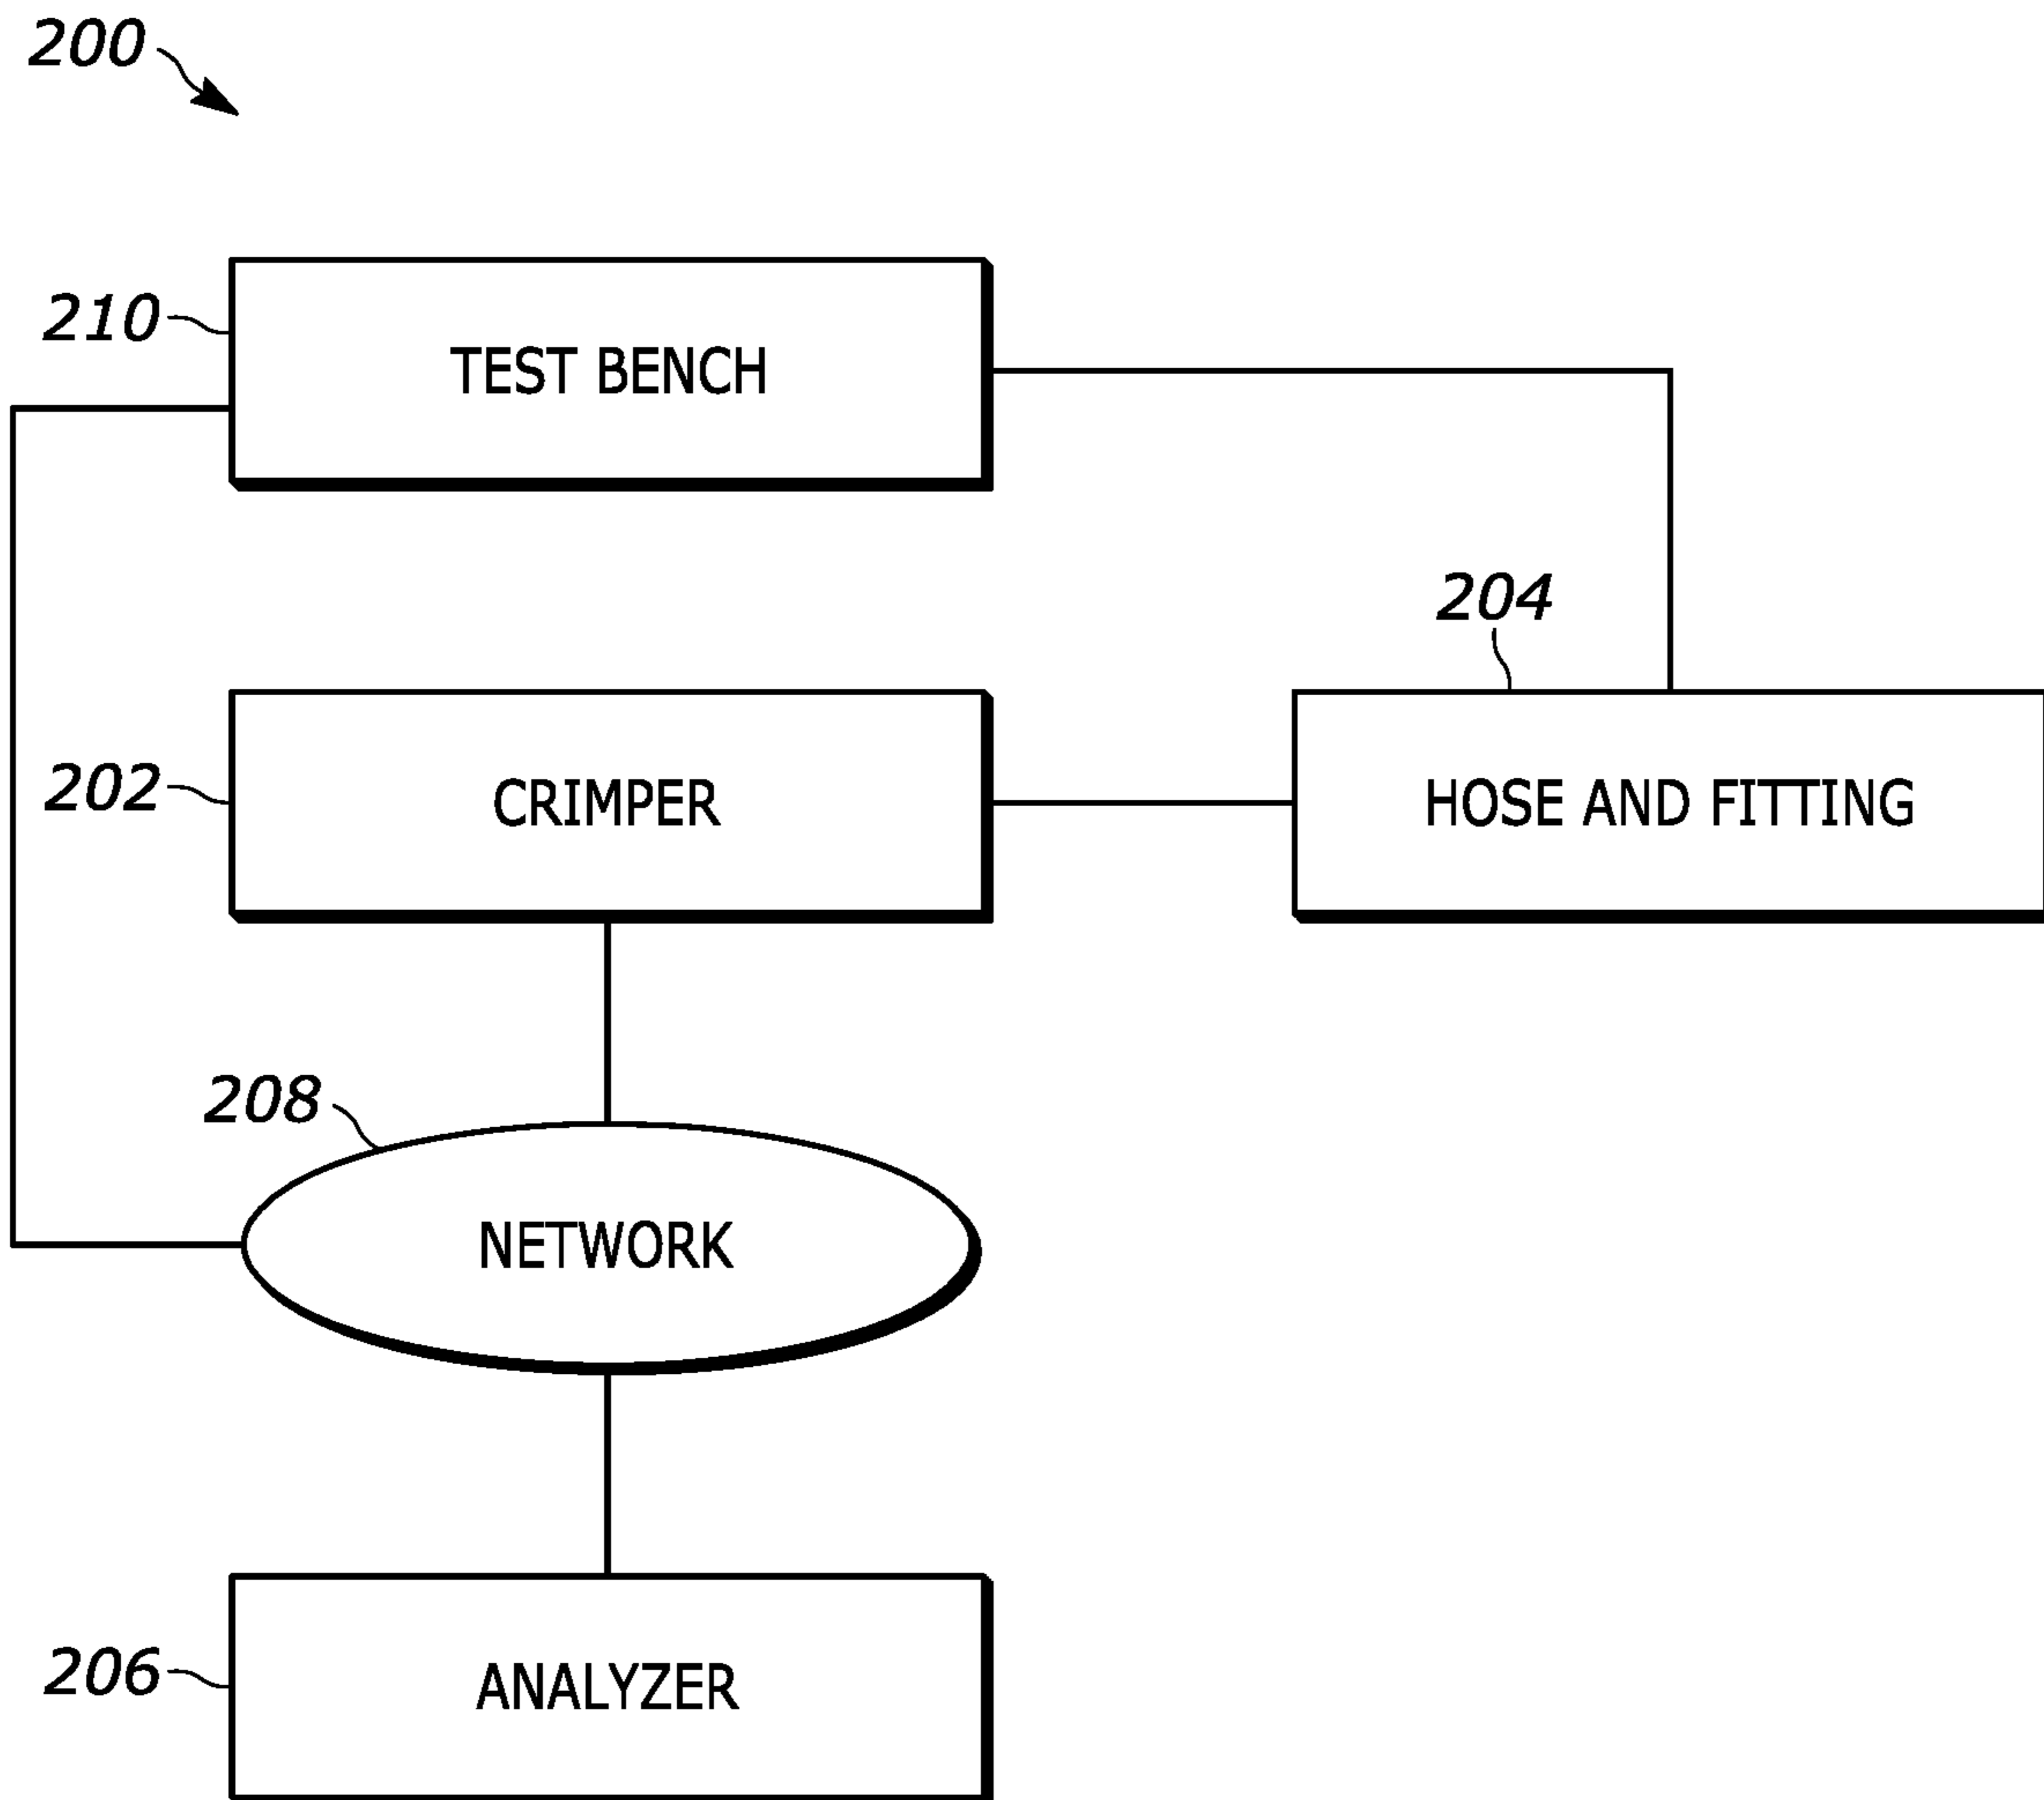 200
210
TEST BENCH
204
202
CRIMPER
HOSE AND FITTING
208
NETWORK
206
ANALYZER